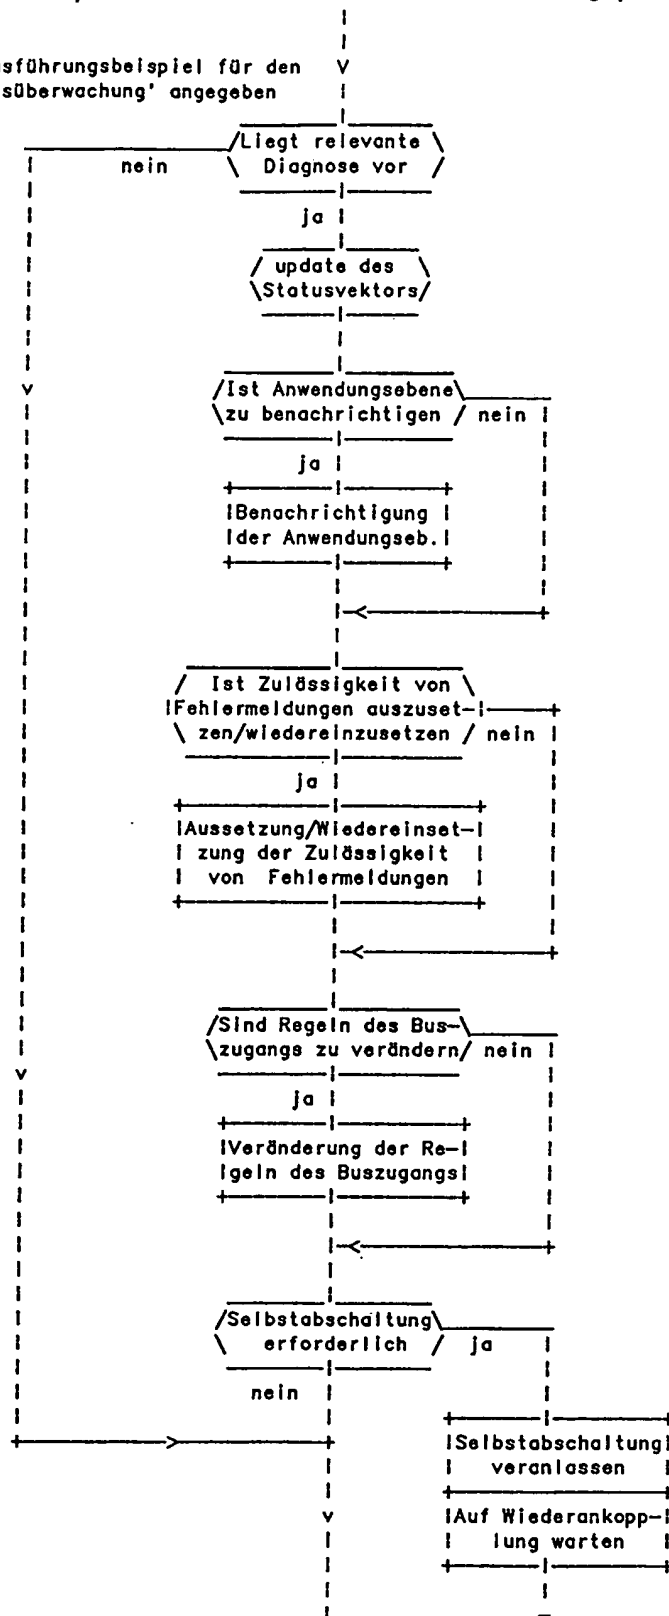 sführungsbeispiel für den
süberwachung' angegeben
Liegt relevante
nein Diagnose vor
ja
update des
Statusvektors
Ist Anwendungsebene
zu benachrichtigen nein
ja
Benachrichtigung
der Anwendungseb.
Ist Zulässigkeit von
Fehlermeldungen auszuset-
zen/wiedereinzusetzen nein
ja
Aussetzung/Wiedereinset-
zung der Zulässigkeit
von Fehlermeldungen
Sind Regeln des Bus-
zugangs zu verändern nein
ja
Veränderung der Re-
geln des Buszugangs
Selbstabschaltung
erforderlich ja
nein
Selbstabschaltung
veranlassen
Auf Wiederankopp-
lung warten